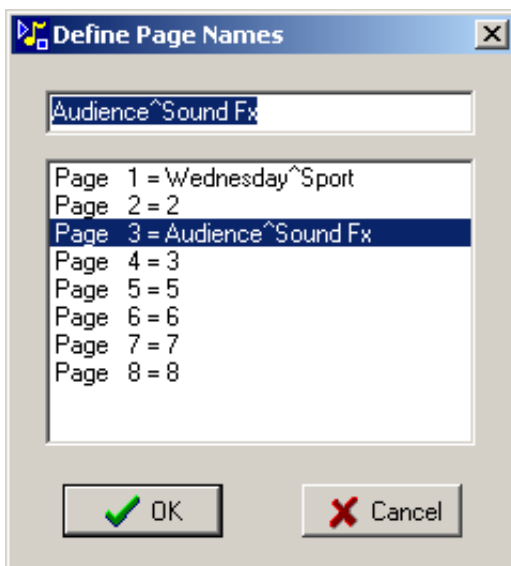 Define Page Names
Audience^Sound Fx
Page 1 = Wednesday^Sport
Page 2 = 2
Page 3 = Audience^Sound Fx
Page 4 = 3
Page 5 = 5
Page 6 = 6
Page 7 = 7
Page 8 = 8
OK
Cancel